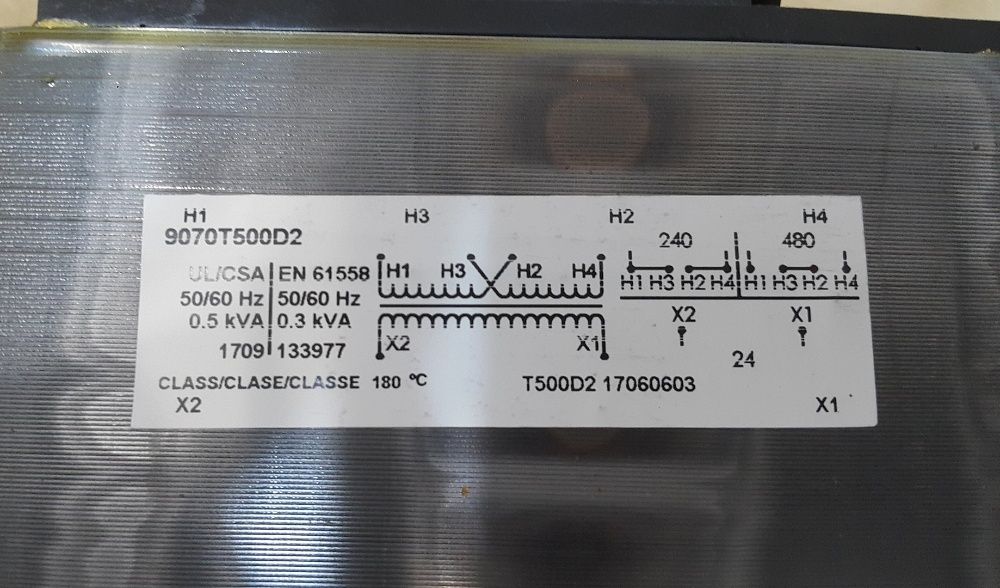 H1 H3 H2 H4
9070T500D2
240 480
UL/CSA EN 61558
H1 H3 H2 H4
H1 H3 H2 H4 H1 H3 H2 H4
50/60 Hz 50/60 Hz
0.5 kVA 0.3 kVA
X2 X1
X2 X1
1709 133977
24
CLASS/CLASE/CLASSE 180 °C
T500D2 17060603
X2 X1